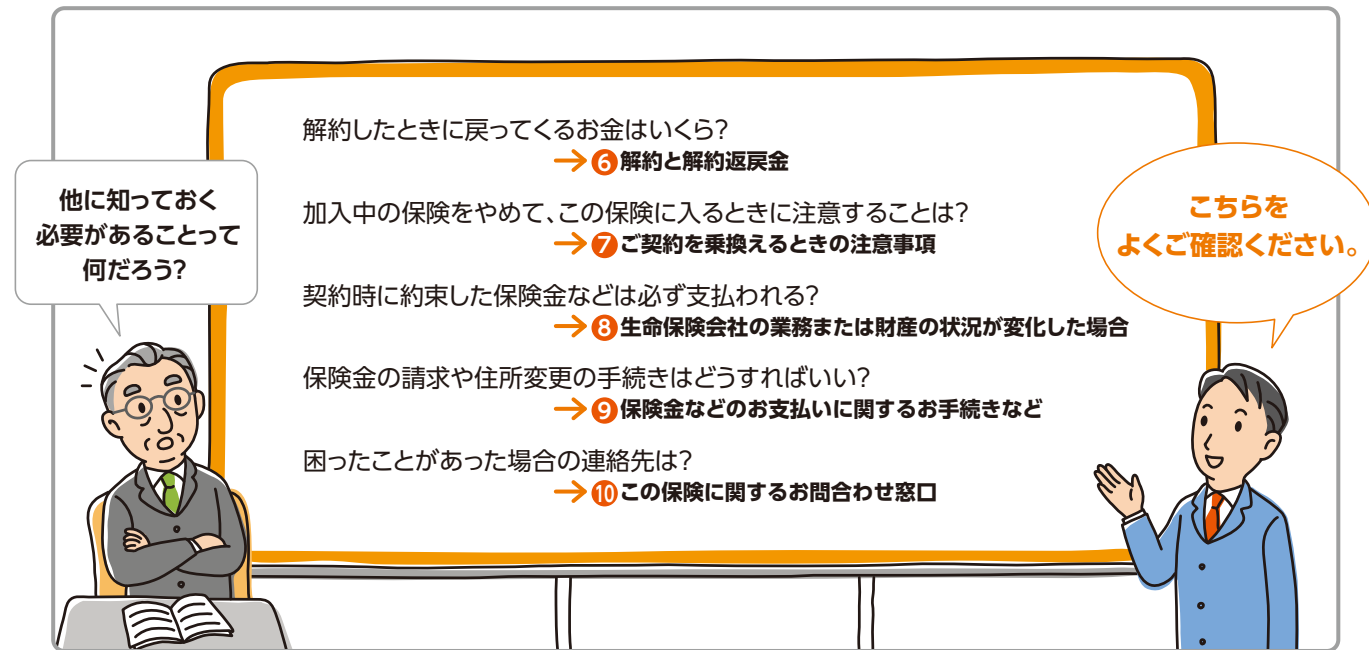 他に知っておく
必要があることって
何だろう?
解約したときに戻ってくるお金はいくら?
→❻解約と解約返戻金
加入中の保険をやめて、この保険に入るときに注意することは?
→❼ご契約を乗換えるときの注意事項
契約時に約束した保険金などは必ず支払われる?
→❽生命保険会社の業務または財産の状況が変化した場合
保険金の請求や住所変更の手続きはどうすればいい?
→❾保険金などのお支払いに関するお手続きなど
困ったことがあった場合の連絡先は?
→❿この保険に関するお問合わせ窓口
こちらを
よくご確認ください。